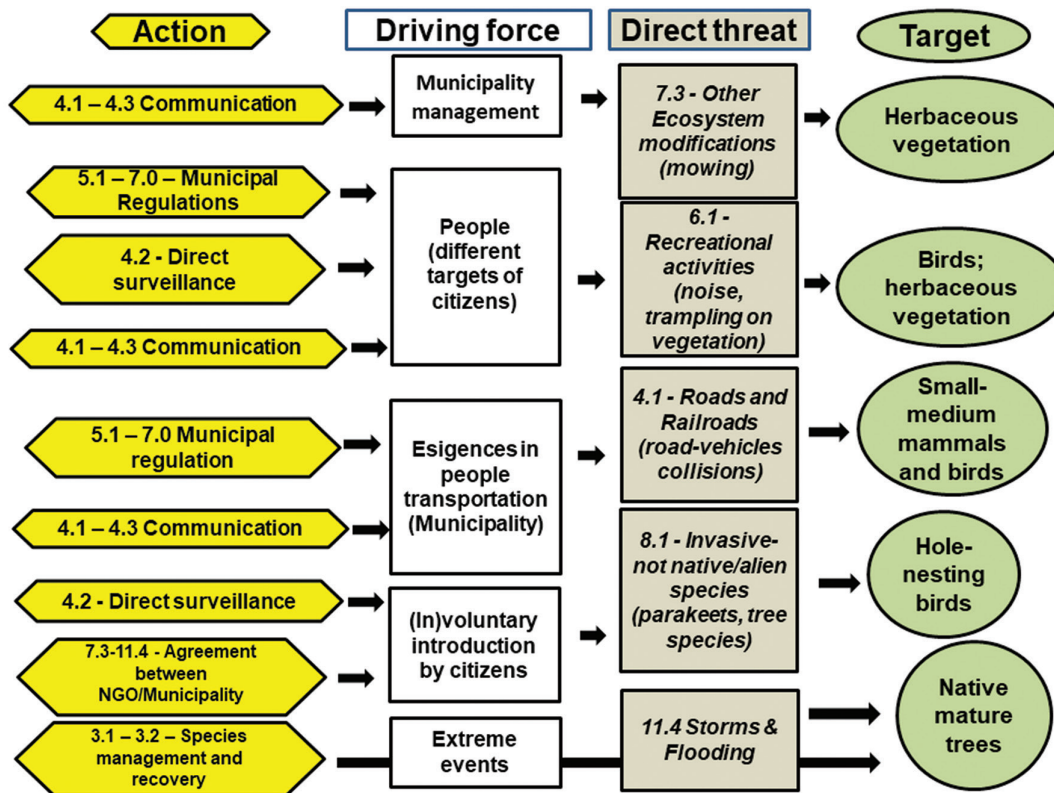 Action
Driving force
Direct threat
Target
4.1 – 4.3 Communication
Municipality
management
7.3 - Other
Ecosystem
modifications
(mowing)
Herbaceous
vegetation
5.1 – 7.0 – Municipal
Regulations
4.2 - Direct
surveillance
4.1 – 4.3 Communication
People
(different
targets of
citizens)
6.1 -
Recreational
activities
(noise,
trampling on
vegetation)
Birds;
herbaceous
vegetation
5.1 – 7.0 Municipal
regulation
4.1 – 4.3 Communication
Esigences in
people
transportation
(Municipality)
4.1 - Roads and
Railroads
(road-vehicles
collisions)
Small-
medium
mammals
and birds
4.2 - Direct surveillance
7.3-11.4 - Agreement
between
NGO/Municipality
(In)voluntary
introduction
by citizens
8.1 - Invasive-
not native/alien
species
(parakeets, tree
species)
Hole-
nesting
birds
3.1 – 3.2 – Species
management and
recovery
Extreme
events
11.4 Storms &
Flooding
Native
mature
trees